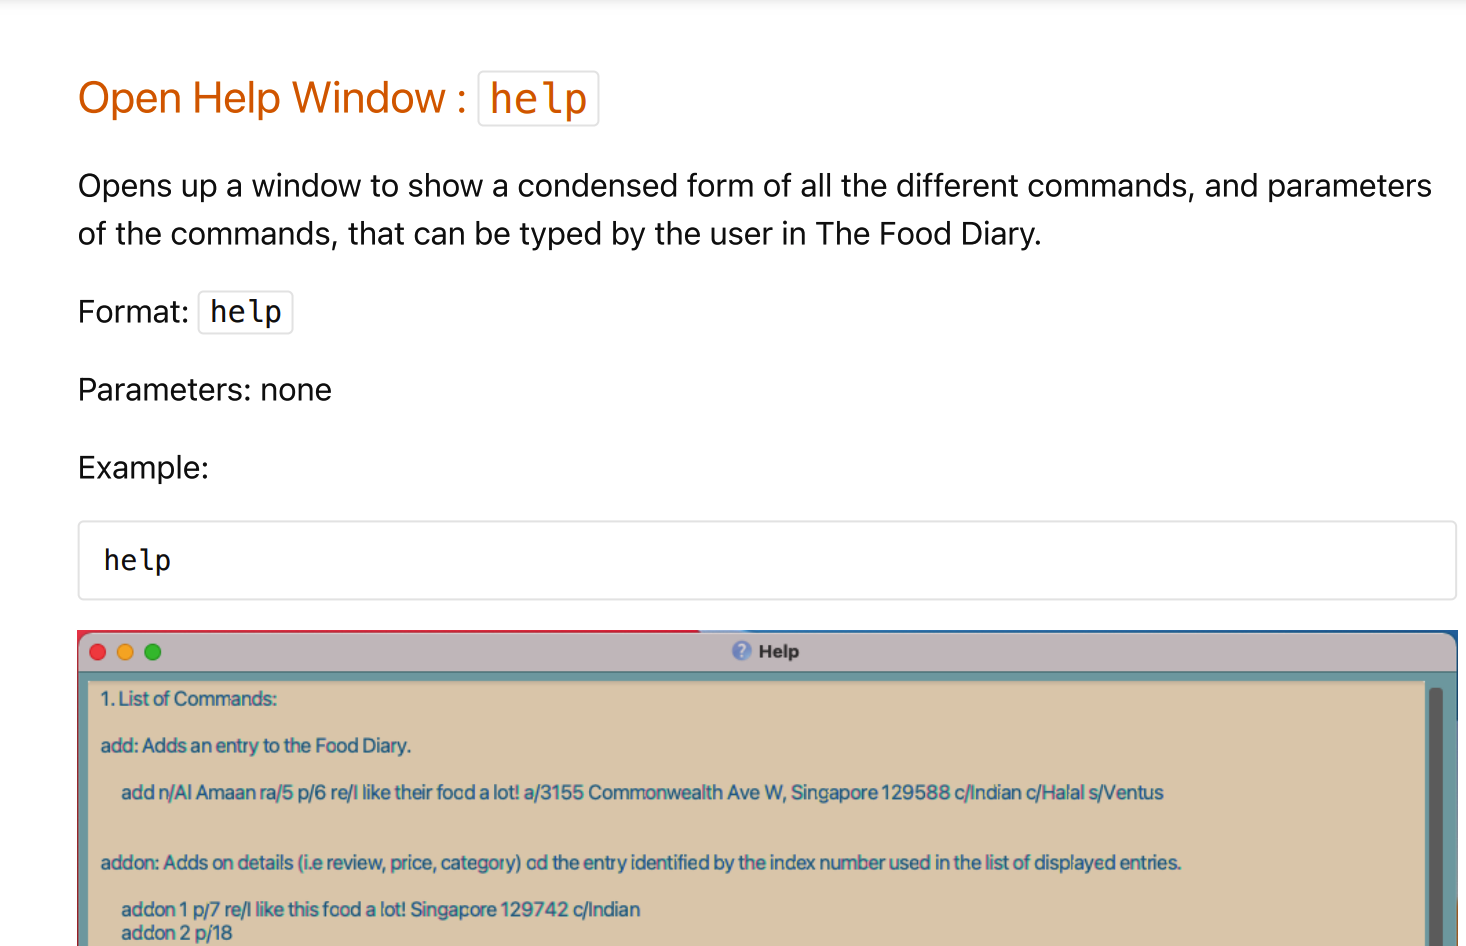 Open Help Window : help
Opens up a window to show a condensed form of all the different commands, and parameters
of the commands, that can be typed by the user in The Food Diary.
Format: help
Parameters: none
Example:
help
? Help
1. List of Commands:
add: Adds an entry to the Food Diary.
add n/Al Amaan ra/5 p/6 re/I like their food a lot! a/3155 Commonwealth Ave W, Singapore 129588 c/Indian c/Halal s/Ventus
addon: Adds on details (i.e review, price, category) od the entry identified by the index number used in the list of displayed entries.
addon 1 p/7 re/I like this food a lot! Singapore 129742 c/Indian
addon 2 p/18